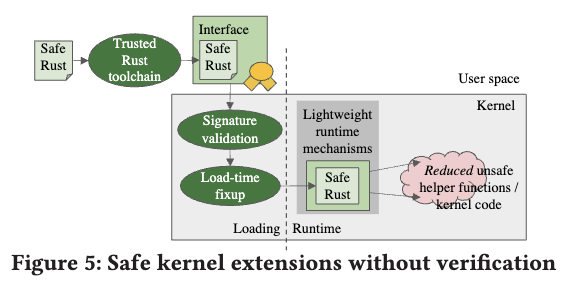 Safe
Rust
Trusted
Rust
toolchain
Interface
Safe
Rust
User space
Kernel
Signature
validation
Load-time
fixup
Lightweight
runtime
mechanisms
Safe
Rust
Reduced unsafe
helper functions /
kernel code
Loading
Runtime
Figure 5: Safe kernel extensions without verification